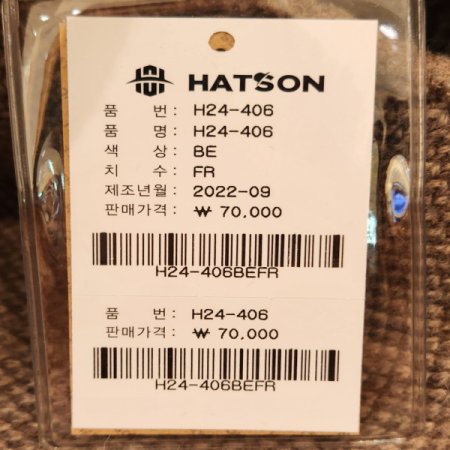 HATSON
품 번: H24-406
품 명: H24-406
색 상: BE
치 수: FR
제조년월: 2022-09
판매가격: ₩ 70,000
H24-406BEFR
품 번: H24-406
판매가격: ₩ 70,000
H24-406BEFR